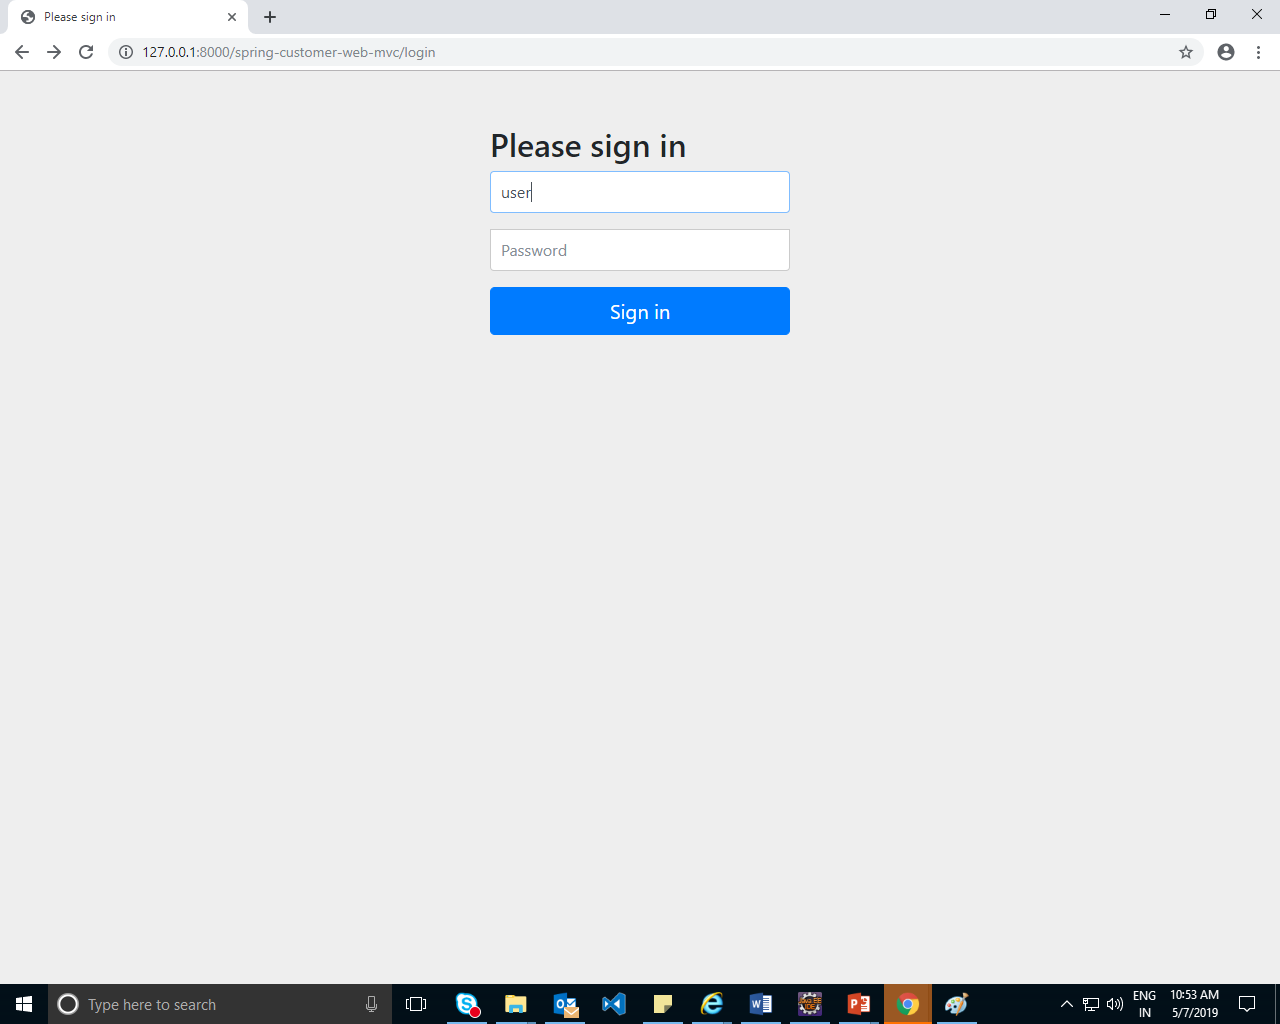 Please sign in
127.0.0.1:8000/spring-customer-web-mvc/login
Please sign in
user
Password
Sign in
Type here to search
ENG
IN
10:53 AM
5/7/2019